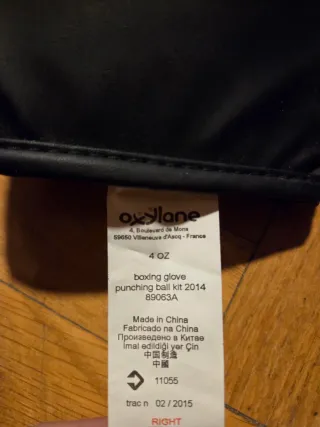 oxylane
4, Boulevard de Mons
59650 Villeneuve d'Ascq - France
4 OZ
boxing glove
punching ball kit 2014
89063A
Made in China
Fabricado na China
Произведено в Китае
Imal edildiği yer Çin
中国制造
中國
11055
trac n 02 / 2015
RIGHT